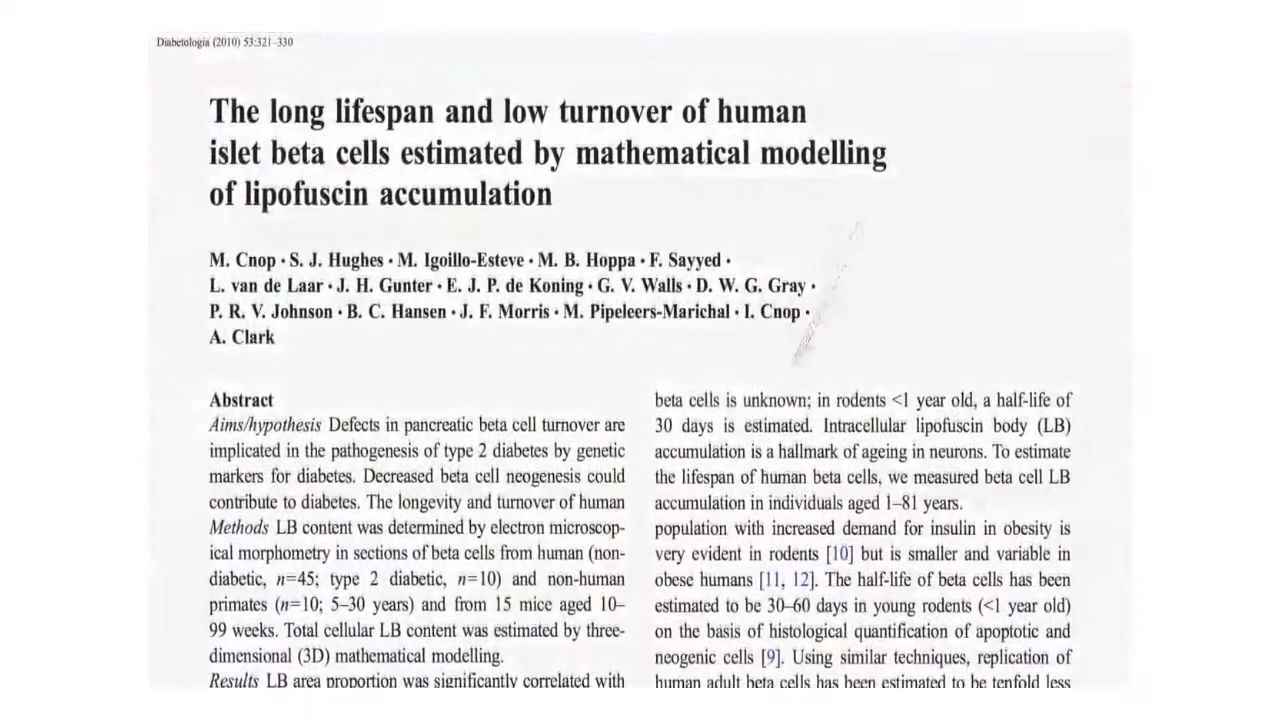 Diabetologia (2010) 53:321–330
The long lifespan and low turnover of human
islet beta cells estimated by mathematical modelling
of lipofuscin accumulation
M. Cnop · S. J. Hughes · M. Igoillo-Esteve · M. B. Hoppa · F. Sayyed ·
L. van de Laar · J. H. Gunter · E. J. P. de Koning · G. V. Walls · D. W. G. Gray ·
P. R. V. Johnson · B. C. Hansen · J. F. Morris · M. Pipeleers-Marichal · I. Cnop ·
A. Clark
Abstract
Aims/hypothesis Defects in pancreatic beta cell turnover are
implicated in the pathogenesis of type 2 diabetes by genetic
markers for diabetes. Decreased beta cell neogenesis could
contribute to diabetes. The longevity and turnover of human
Methods LB content was determined by electron microscop-
ical morphometry in sections of beta cells from human (non-
diabetic, n=45; type 2 diabetic, n=10) and non-human
primates (n=10; 5–30 years) and from 15 mice aged 10–
99 weeks. Total cellular LB content was estimated by three-
dimensional (3D) mathematical modelling.
Results LB area proportion was significantly correlated with
beta cells is unknown; in rodents <1 year old, a half-life of
30 days is estimated. Intracellular lipofuscin body (LB)
accumulation is a hallmark of ageing in neurons. To estimate
the lifespan of human beta cells, we measured beta cell LB
accumulation in individuals aged 1–81 years.
population with increased demand for insulin in obesity is
very evident in rodents [10] but is smaller and variable in
obese humans [11, 12]. The half-life of beta cells has been
estimated to be 30–60 days in young rodents (<1 year old)
on the basis of histological quantification of apoptotic and
neogenic cells [9]. Using similar techniques, replication of
human adult beta cells has been estimated to be tenfold less